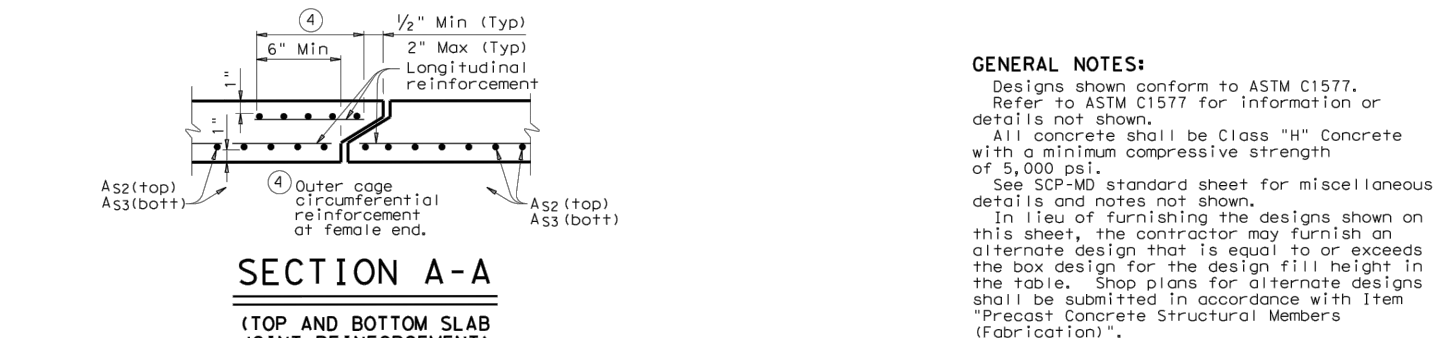 4
½" Min (Typ)
6" Min
2" Max (Typ)
Longitudinal
reinforcement
1"
1"
AS2(top)
AS3(bott)
4 Outer cage
circumferential
reinforcement
at female end.
AS2 (top)
AS3 (bott)
SECTION A-A
(TOP AND BOTTOM SLAB
JOINT REINFORCEMENT)
GENERAL NOTES:
Designs shown conform to ASTM C1577.
Refer to ASTM C1577 for information or
details not shown.
All concrete shall be Class "H" Concrete
with a minimum compressive strength
of 5,000 psi.
See SCP-MD standard sheet for miscellaneous
details and notes not shown.
In lieu of furnishing the designs shown on
this sheet, the contractor may furnish an
alternate design that is equal to or exceeds
the box design for the design fill height in
the table. Shop plans for alternate designs
shall be submitted in accordance with Item
"Precast Concrete Structural Members
(Fabrication)".